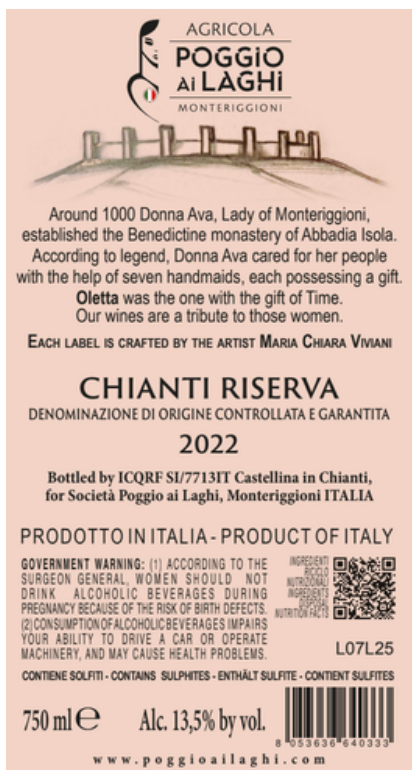 AGRICOLA
POGGIO
Ai LAGHi
MONTERIGGIONI
Around 1000 Donna Ava, Lady of Monteriggioni,
established the Benedictine monastery of Abbadia Isola.
According to legend, Donna Ava cared for her people
with the help of seven handmaids, each possessing a gift.
Oletta was the one with the gift of Time.
Our wines are a tribute to those women.
EACH LABEL IS CRAFTED BY THE ARTIST MARIA CHIARA VIVIANI
CHIANTI RISERVA
DENOMINAZIONE DI ORIGINE CONTROLLATA E GARANTITA
2022
Bottled by ICQRF SI/7713IT Castellina in Chianti,
for Società Poggio ai Laghi, Monteriggioni ITALIA
PRODOTTO IN ITALIA - PRODUCT OF ITALY
GOVERNMENT WARNING: (1) ACCORDING TO THE
SURGEON GENERAL, WOMEN SHOULD NOT
DRINK ALCOHOLIC BEVERAGES DURING
PREGNANCY BECAUSE OF THE RISK OF BIRTH DEFECTS.
(2) CONSUMPTION OF ALCOHOLIC BEVERAGES IMPAIRS
YOUR ABILITY TO DRIVE A CAR OR OPERATE
MACHINERY, AND MAY CAUSE HEALTH PROBLEMS.
INGREDIENTI
RICICLO
NUTRIZIONALI
INGREDIENTS
DISPOSAL
NUTRITION FACTS
L07L25
CONTIENE SOLFITI - CONTAINS SULPHITES - ENTHÄLT SULFITE - CONTIENT SULFITES
750 ml e
Alc. 13,5% by vol.
8 053636 640333
www.poggioailaghi.com